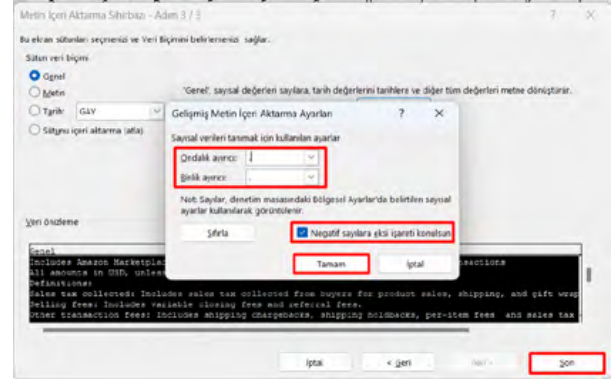 Metin İçeri Aktarma Sihirbazı - Adım 3 / 3
? ×
Bu ekran sütunları seçmenizi ve Veri Biçimini belirlemenizi sağlar.
Sütun veri biçimi
Genel
Metin
Tarih: GAY
Sütunu içeri aktarma (atla)
'Genel', sayısal değerleri sayılara, tarih değerlerini tarihlere ve diğer tüm değerleri metne dönüştürür.
Gelişmiş Metin İçeri Aktarma Ayarları ? ×
Sayısal verileri tanımak için kullanılan ayarlar
Ondalık ayırıcı:
Binlik ayırıcı:
Not: Sayılar, denetim masasındaki Bölgesel Ayarlar'da belirtilen sayısal
ayarlar kullanılarak görüntülenir.
Sıfırla
Negatif sayılara eksi işareti konulsun
Tamam
İptal
Veri önizleme
Genel
Includes Amazon Marketplac sactions
All amounts in USD, unless
Definitions:
Sales tax collected: Includes sales tax collected from buyers for product sales, shipping, and gift wrap
Selling fees: Includes variable closing fees and referral fees.
Other transaction fees: Includes shipping chargebacks, shipping holdbacks, per-item fees and sales tax
İptal
< Geri
Son